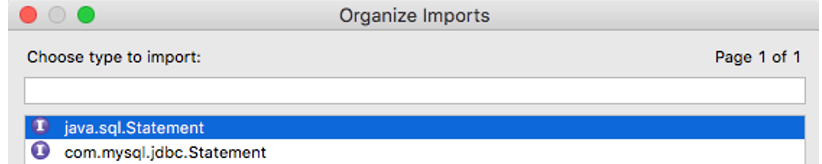 Organize Imports
Choose type to import: Page 1 of 1
java.sql.Statement
com.mysql.jdbc.Statement